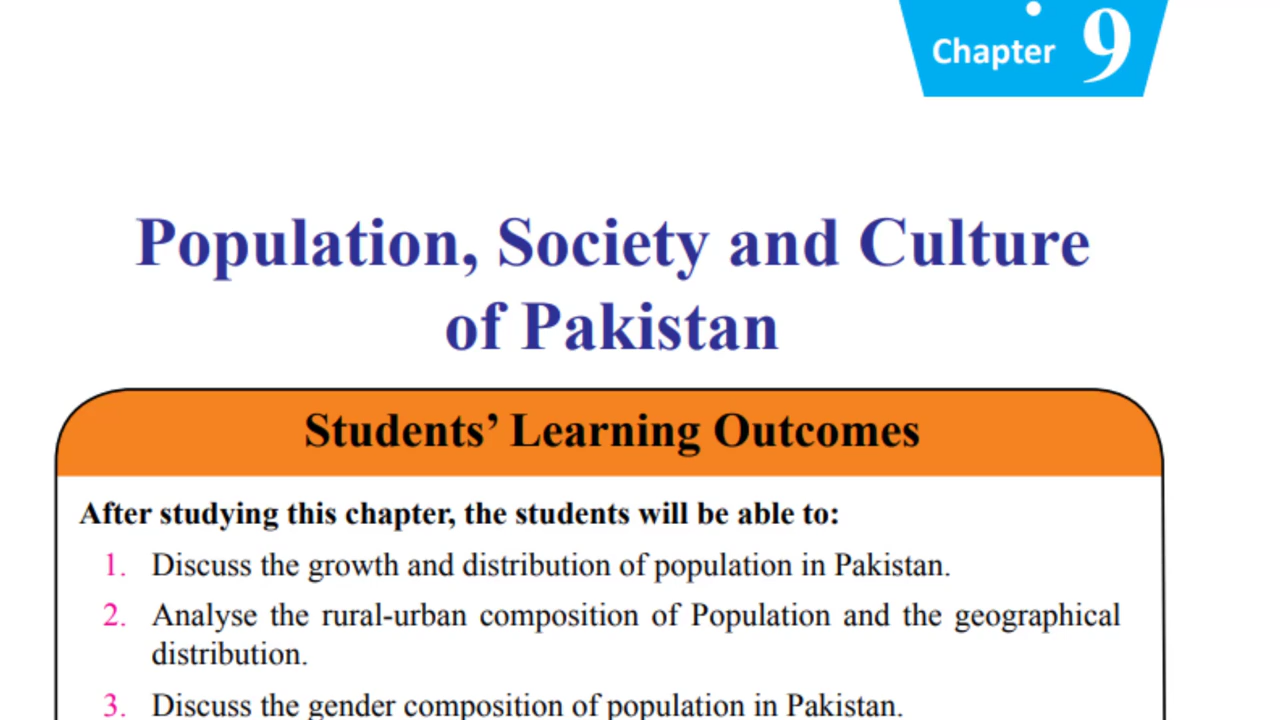 Chapter 9
Population, Society and Culture
of Pakistan
Students’ Learning Outcomes
After studying this chapter, the students will be able to:
1. Discuss the growth and distribution of population in Pakistan.
2. Analyse the rural-urban composition of Population and the geographical
distribution.
3. Discuss the gender composition of population in Pakistan.